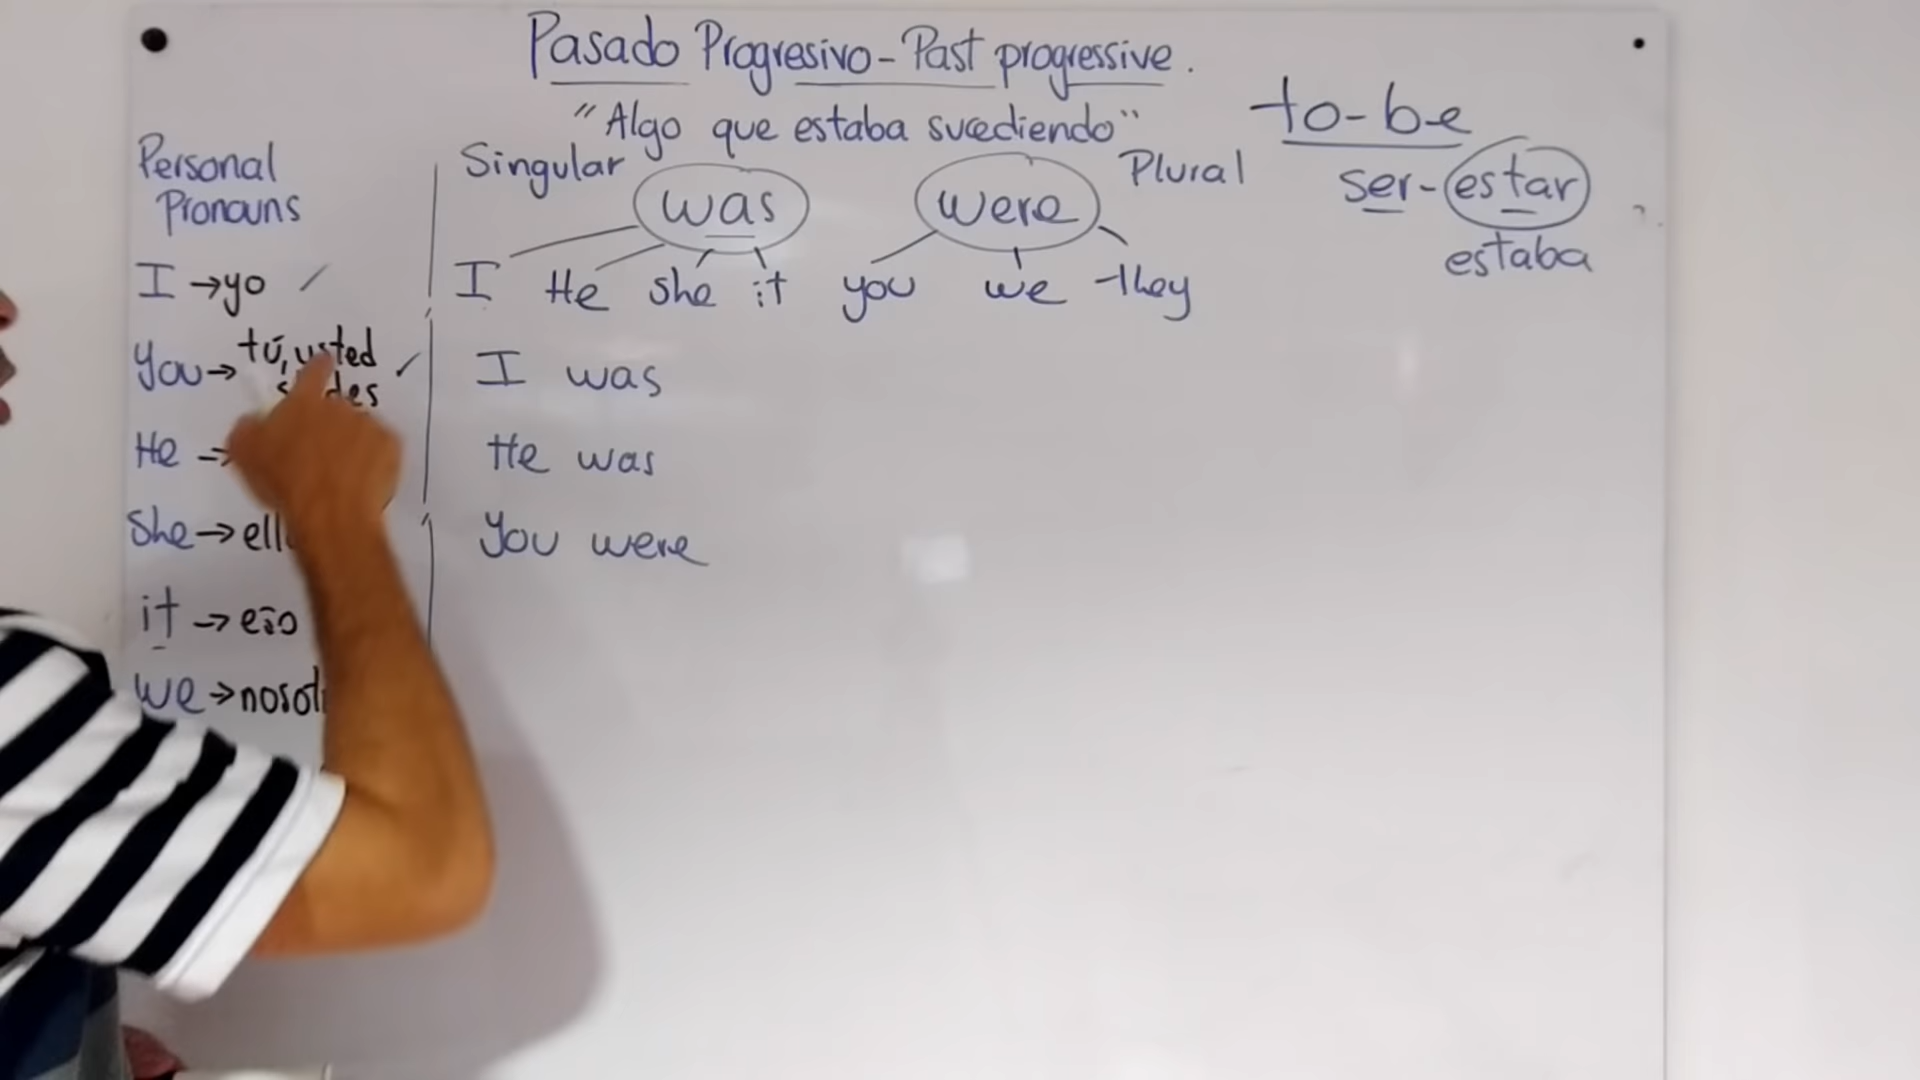 Pasado Progresivo - Past progressive.
"Algo que estaba sucediendo"
to-be
ser-estar
estaba
Personal
Pronouns
I → yo
You → tú, usted
He →
She →
it → eso
we →
Singular
was
were
Plural
I He she it you we they
I was
He was
You were